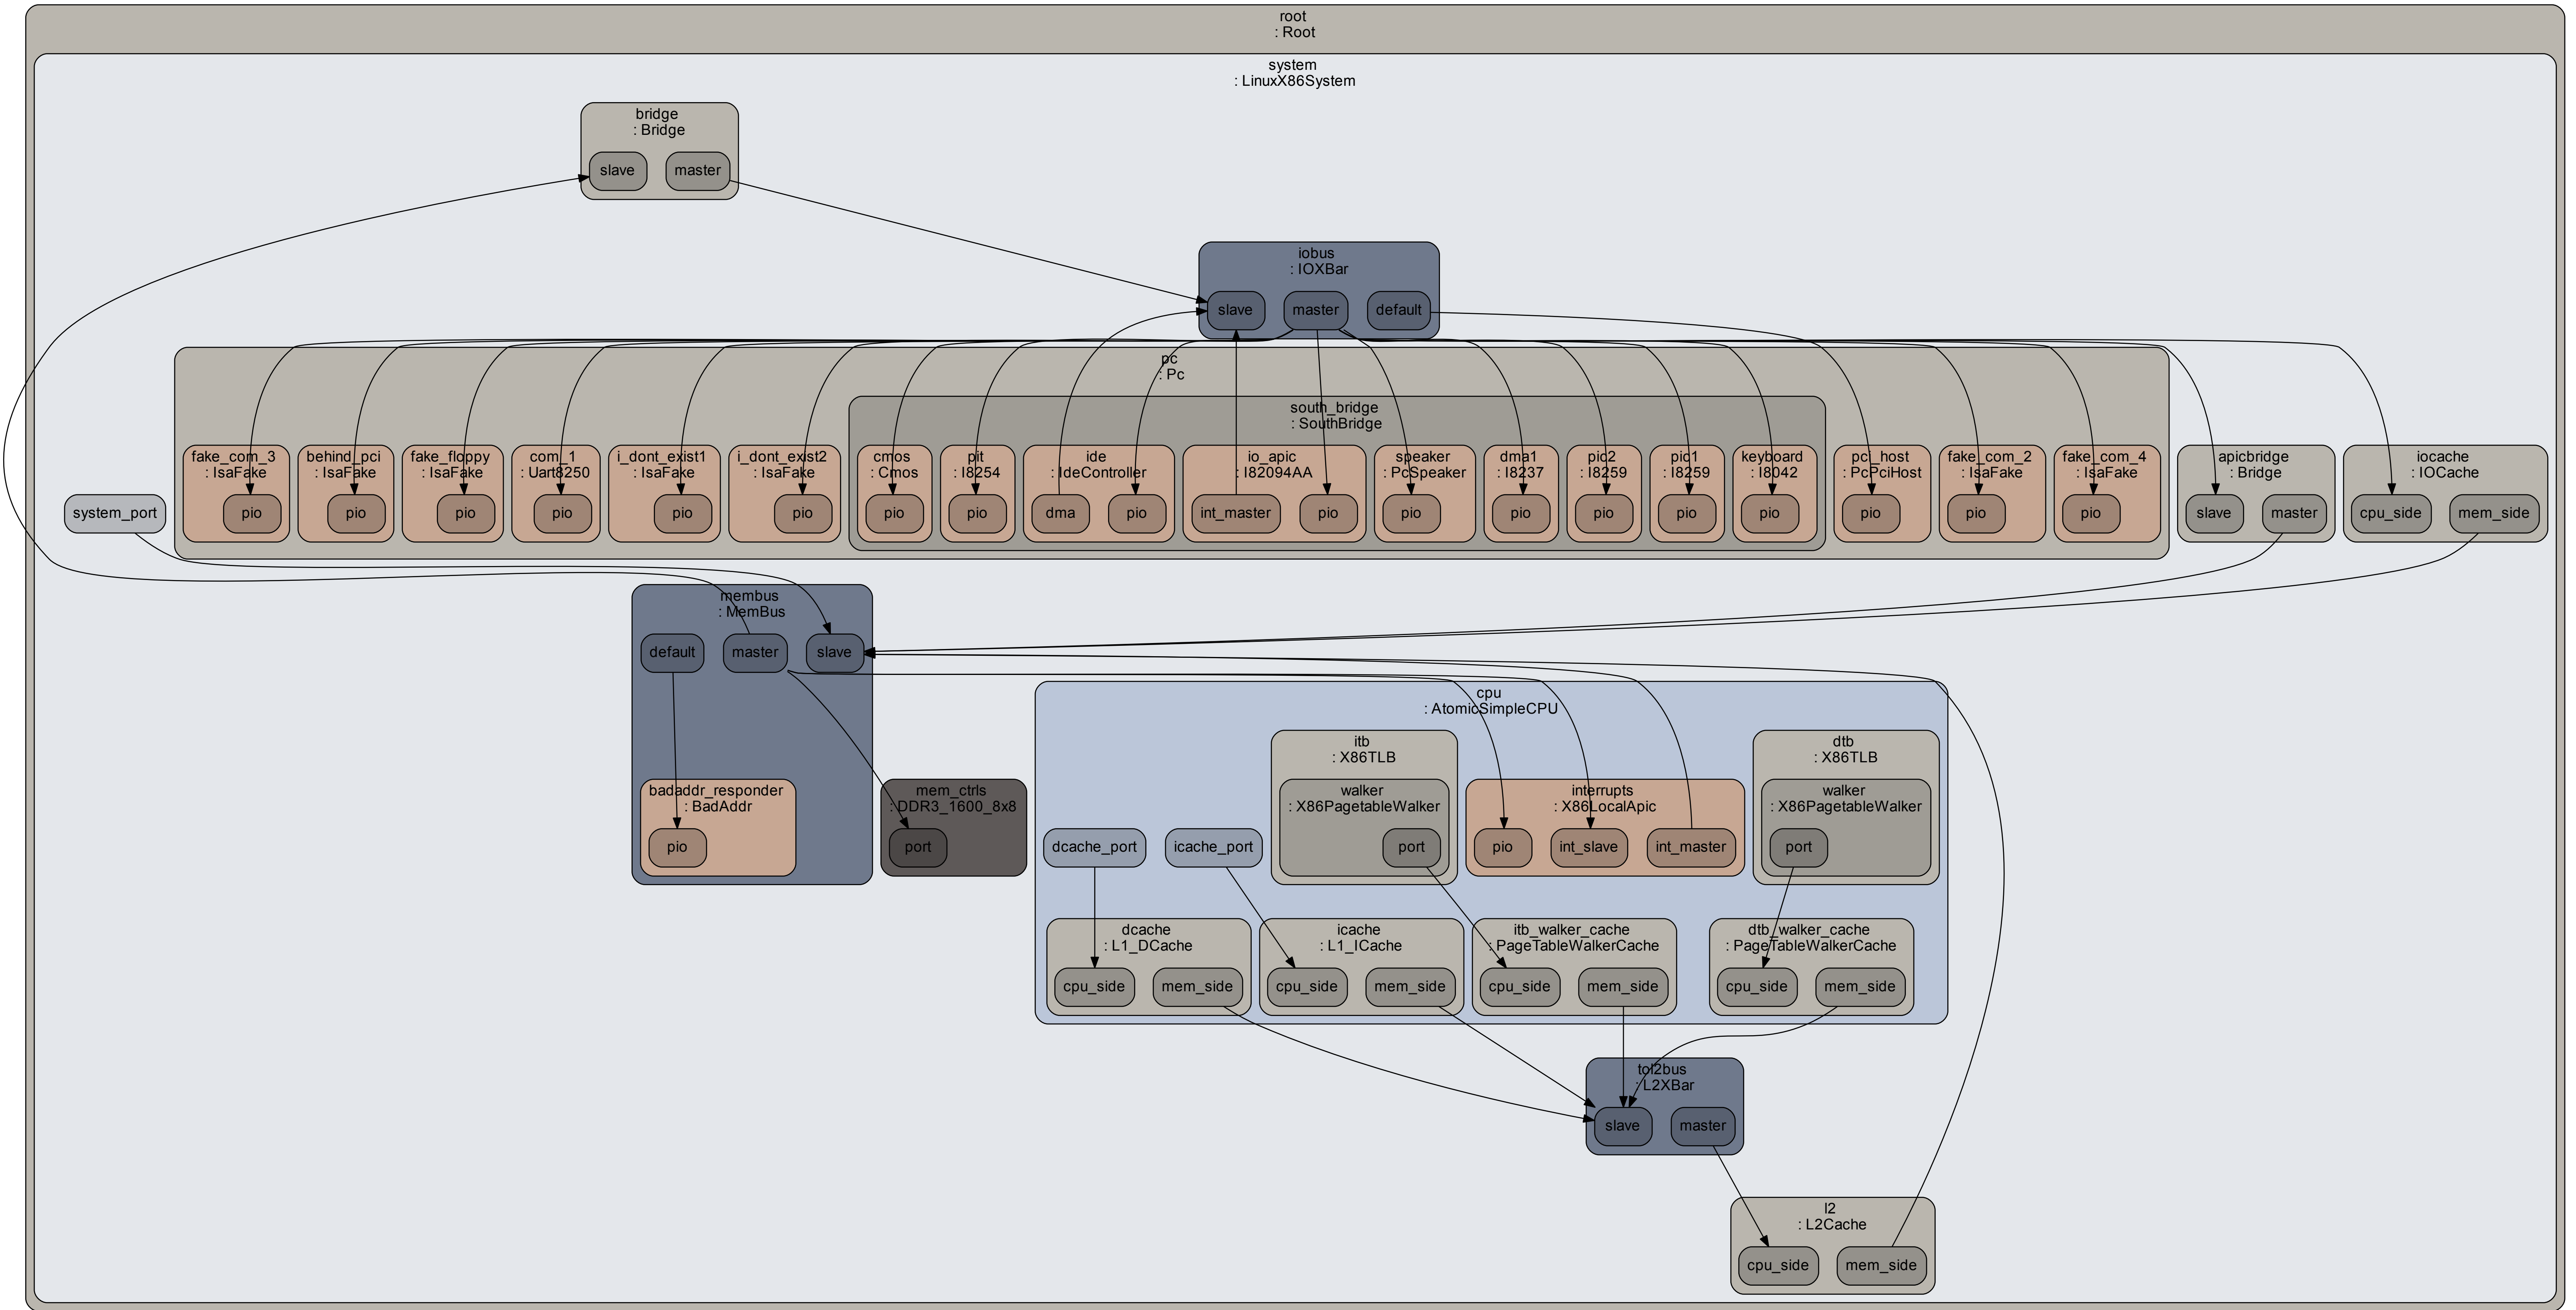 root
: Root
system
: LinuxX86System
bridge
: Bridge
slave
master
iobus
: IOXBar
slave
master
default
pc
: Pc
south_bridge
: SouthBridge
fake_com_3
: IsaFake
pio
behind_pci
: IsaFake
pio
fake_floppy
: IsaFake
pio
com_1
: Uart8250
pio
i_dont_exist1
: IsaFake
pio
i_dont_exist2
: IsaFake
pio
cmos
: Cmos
pio
pit
: I8254
pio
ide
: IdeController
dma
pio
io_apic
: I82094AA
int_master
pio
speaker
: PcSpeaker
pio
dma1
: I8237
pio
pic2
: I8259
pio
pic1
: I8259
pio
keyboard
: I8042
pio
pci_host
: PcPciHost
pio
fake_com_2
: IsaFake
pio
fake_com_4
: IsaFake
pio
apicbridge
: Bridge
slave
master
iocache
: IOCache
cpu_side
mem_side
system_port
membus
: MemBus
default
master
slave
badaddr_responder
: BadAddr
pio
mem_ctrls
: DDR3_1600_8x8
port
cpu
: AtomicSimpleCPU
dcache_port
icache_port
itb
: X86TLB
walker
: X86PagetableWalker
port
interrupts
: X86LocalApic
pio
int_slave
int_master
dtb
: X86TLB
walker
: X86PagetableWalker
port
dcache
: L1_DCache
cpu_side
mem_side
icache
: L1_ICache
cpu_side
mem_side
itb_walker_cache
: PageTableWalkerCache
cpu_side
mem_side
dtb_walker_cache
: PageTableWalkerCache
cpu_side
mem_side
tol2bus
: L2XBar
slave
master
l2
: L2Cache
cpu_side
mem_side